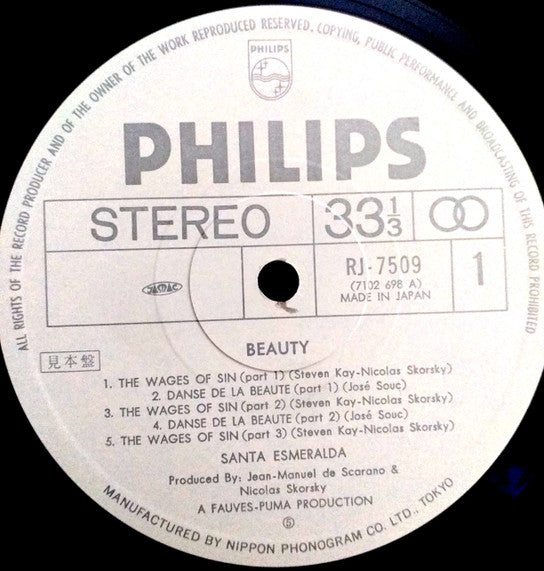 ALL RIGHTS OF THE RECORD PRODUCER AND OF THE OWNER OF THE WORK REPRODUCED RESERVED. COPYING, PUBLIC PERFORMANCE AND BROADCASTING OF THIS RECORD PROHIBITED
PHILIPS
PHILIPS
STEREO 33 1/3
RJ-7509 1
(7102 698 A)
MADE IN JAPAN
BEAUTY
見本盤
1. THE WAGES OF SIN (part 1) (Steven Kay-Nicolas Skorsky)
2. DANSE DE LA BEAUTE (part 1) (José Souc)
3. THE WAGES OF SIN (part 2) (Steven Kay-Nicolas Skorsky)
4. DANSE DE LA BEAUTE (part 2) (José Souc)
5. THE WAGES OF SIN (part 3) (Steven Kay-Nicolas Skorsky)
SANTA ESMERALDA
Produced By: Jean-Manuel de Scarano &
Nicolas Skorsky
A FAUVES-PUMA PRODUCTION
MANUFACTURED BY NIPPON PHONOGRAM CO. LTD., TOKYO